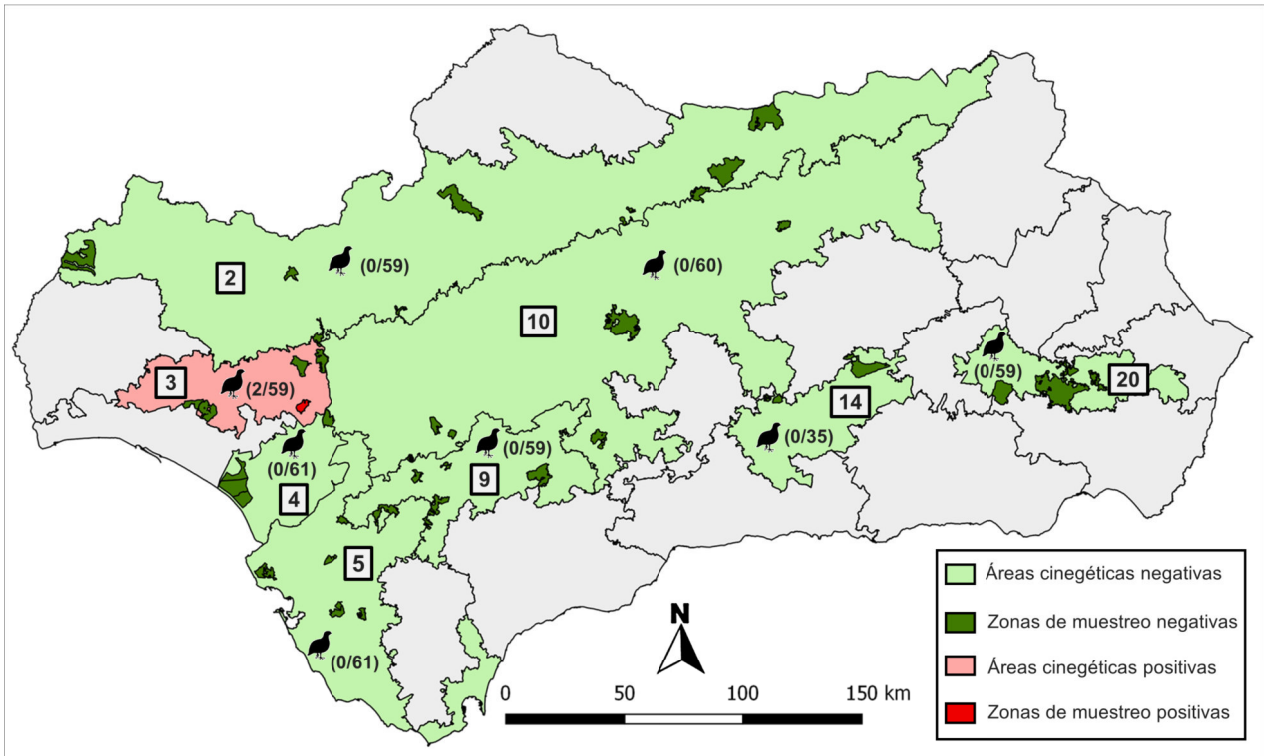 2
(0/59)
(0/60)
10
3
(2/59)
(0/61)
4
(0/59)
9
14
(0/35)
(0/59)
20
5
(0/61)
N
0 50 100 150 km
Áreas cinegéticas negativas
Zonas de muestreo negativas
Áreas cinegéticas positivas
Zonas de muestreo positivas